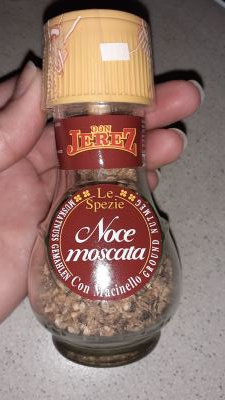 DON
JEREZ
Le
Spezie
Noce
moscata
Con Macinello
MUSKATNUSS GEMAHLEN
GROUND NUTMEG